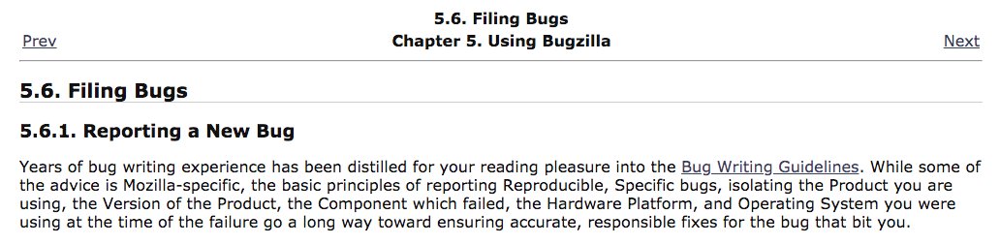 5.6. Filing Bugs
Prev Chapter 5. Using Bugzilla Next
5.6. Filing Bugs
5.6.1. Reporting a New Bug
Years of bug writing experience has been distilled for your reading pleasure into the Bug Writing Guidelines. While some of
the advice is Mozilla-specific, the basic principles of reporting Reproducible, Specific bugs, isolating the Product you are
using, the Version of the Product, the Component which failed, the Hardware Platform, and Operating System you were
using at the time of the failure go a long way toward ensuring accurate, responsible fixes for the bug that bit you.